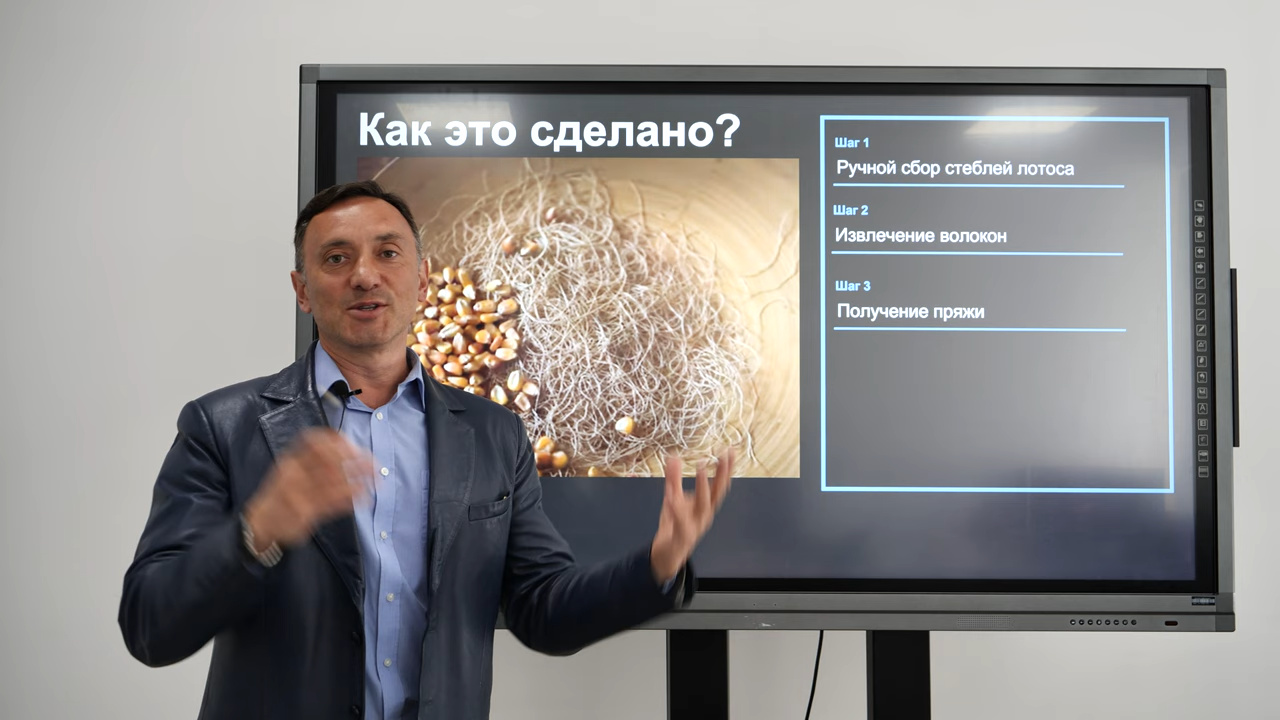 Как это сделано?
Шаг 1
Ручной сбор стеблей лотоса
Шаг 2
Извлечение волокон
Шаг 3
Получение пряжи